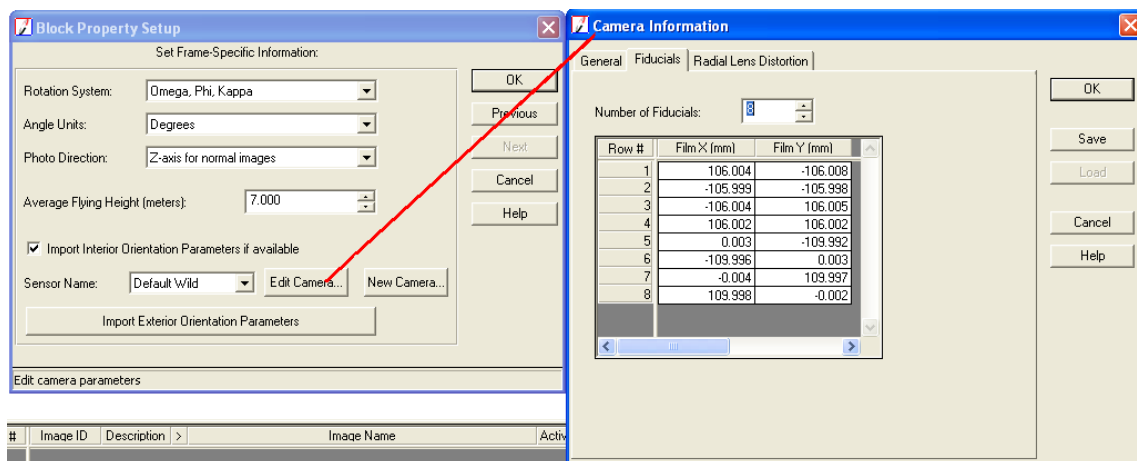 Block Property Setup
Set Frame-Specific Information:
Rotation System: Omega, Phi, Kappa
Angle Units: Degrees
Photo Direction: Z-axis for normal images
Average Flying Height (meters): 7.000
Import Interior Orientation Parameters if available
Sensor Name: Default Wild Edit Camera... New Camera...
Import Exterior Orientation Parameters
OK
Previous
Next
Cancel
Help
Edit camera parameters
# Image ID Description > Image Name Activ
Camera Information
General Fiducials Radial Lens Distortion
Number of Fiducials: 8
Row # Film X (mm) Film Y (mm)
1 106.004 -106.008
2 -105.999 -105.998
3 -106.004 106.005
4 106.002 106.002
5 0.003 -109.992
6 -109.996 0.003
7 -0.004 109.997
8 109.998 -0.002
OK
Save
Load
Cancel
Help